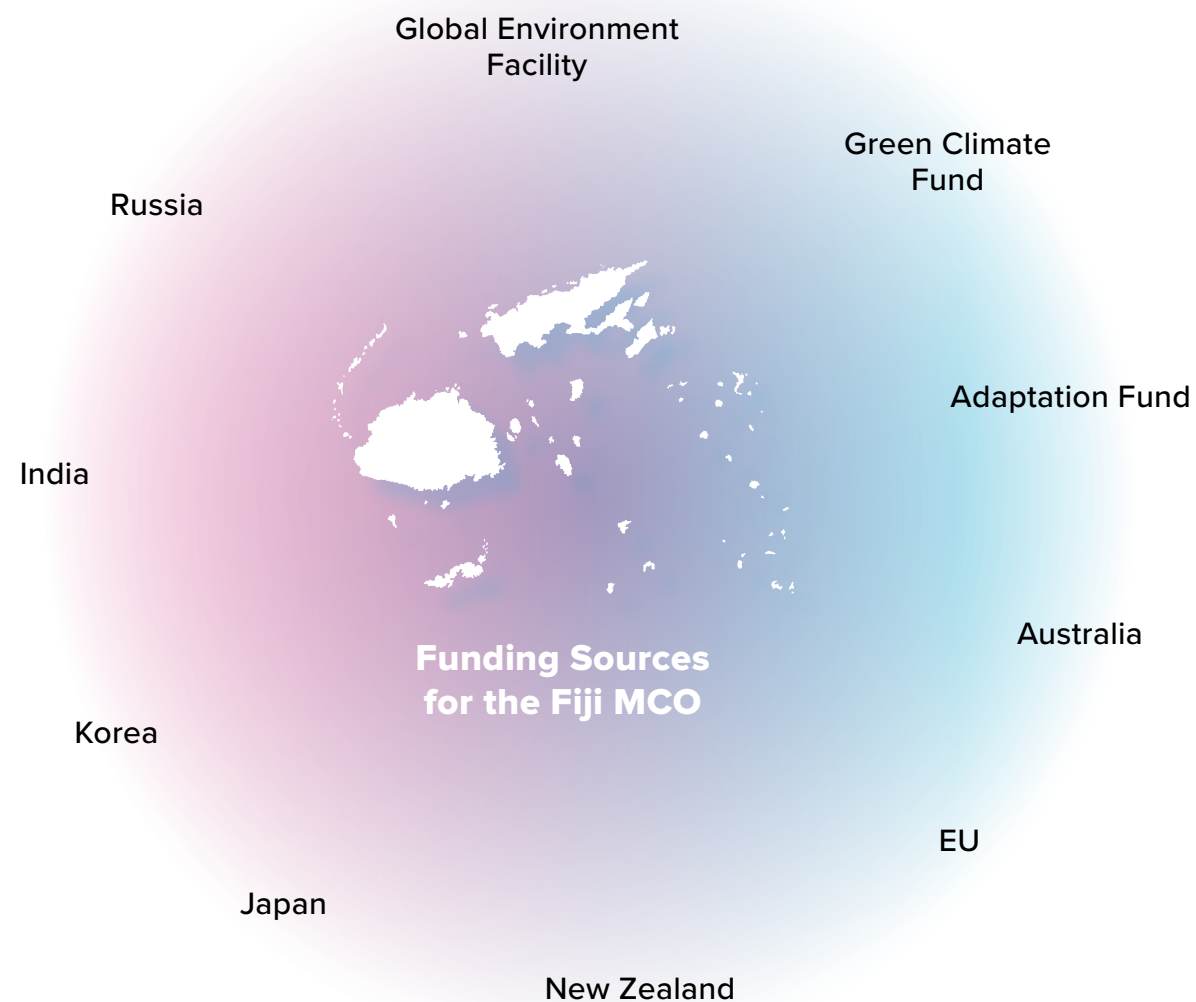 Global Environment
Facility
Green Climate
Fund
Russia
Adaptation Fund
India
Australia
Funding Sources
for the Fiji MCO
Korea
EU
Japan
New Zealand